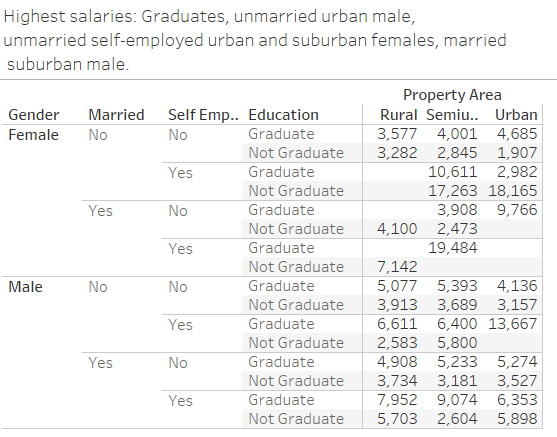 Highest salaries: Graduates, unmarried urban male,
unmarried self-employed urban and suburban females, married
suburban male.
Property Area
Gender Married Self Emp.. Education Rural Semiu.. Urban
Female No No Graduate 3,577 4,001 4,685
Not Graduate 3,282 2,845 1,907
Yes Graduate 10,611 2,982
Not Graduate 17,263 18,165
Yes No Graduate 3,908 9,766
Not Graduate 4,100 2,473
Yes Graduate 19,484
Not Graduate 7,142
Male No No Graduate 5,077 5,393 4,136
Not Graduate 3,913 3,689 3,157
Yes Graduate 6,611 6,400 13,667
Not Graduate 2,583 5,800
Yes No Graduate 4,908 5,233 5,274
Not Graduate 3,734 3,181 3,527
Yes Graduate 7,952 9,074 6,353
Not Graduate 5,703 2,604 5,898